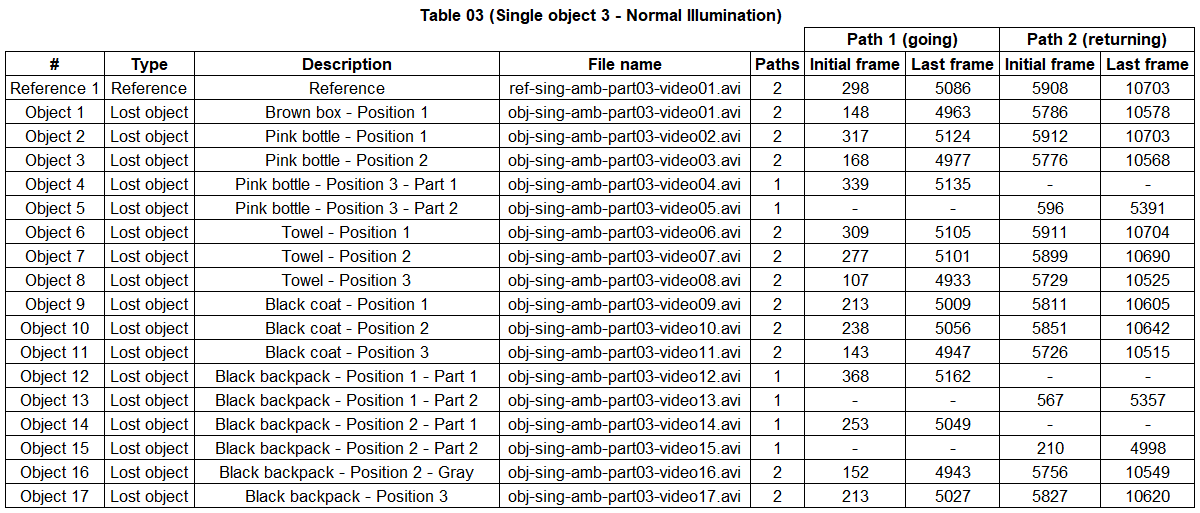 Table 03 (Single object 3 - Normal Illumination)
Path 1 (going) Path 2 (returning)
# Type Description File name Paths Initial frame Last frame Initial frame Last frame
Reference 1 Reference Reference ref-sing-amb-part03-video01.avi 2 298 5086 5908 10703
Object 1 Lost object Brown box - Position 1 obj-sing-amb-part03-video01.avi 2 148 4963 5786 10578
Object 2 Lost object Pink bottle - Position 1 obj-sing-amb-part03-video02.avi 2 317 5124 5912 10703
Object 3 Lost object Pink bottle - Position 2 obj-sing-amb-part03-video03.avi 2 168 4977 5776 10568
Object 4 Lost object Pink bottle - Position 3 - Part 1 obj-sing-amb-part03-video04.avi 1 339 5135 - -
Object 5 Lost object Pink bottle - Position 3 - Part 2 obj-sing-amb-part03-video05.avi 1 - - 596 5391
Object 6 Lost object Towel - Position 1 obj-sing-amb-part03-video06.avi 2 309 5105 5911 10704
Object 7 Lost object Towel - Position 2 obj-sing-amb-part03-video07.avi 2 277 5101 5899 10690
Object 8 Lost object Towel - Position 3 obj-sing-amb-part03-video08.avi 2 107 4933 5729 10525
Object 9 Lost object Black coat - Position 1 obj-sing-amb-part03-video09.avi 2 213 5009 5811 10605
Object 10 Lost object Black coat - Position 2 obj-sing-amb-part03-video10.avi 2 238 5056 5851 10642
Object 11 Lost object Black coat - Position 3 obj-sing-amb-part03-video11.avi 2 143 4947 5726 10515
Object 12 Lost object Black backpack - Position 1 - Part 1 obj-sing-amb-part03-video12.avi 1 368 5162 - -
Object 13 Lost object Black backpack - Position 1 - Part 2 obj-sing-amb-part03-video13.avi 1 - - 567 5357
Object 14 Lost object Black backpack - Position 2 - Part 1 obj-sing-amb-part03-video14.avi 1 253 5049 - -
Object 15 Lost object Black backpack - Position 2 - Part 2 obj-sing-amb-part03-video15.avi 1 - - 210 4998
Object 16 Lost object Black backpack - Position 2 - Gray obj-sing-amb-part03-video16.avi 2 152 4943 5756 10549
Object 17 Lost object Black backpack - Position 3 obj-sing-amb-part03-video17.avi 2 213 5027 5827 10620